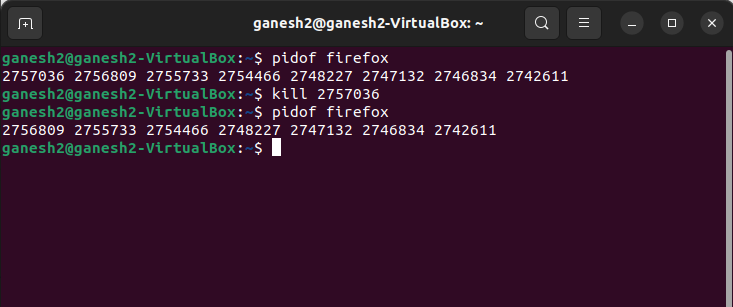 ganesh2@ganesh2-VirtualBox: ~
ganesh2@ganesh2-VirtualBox:~$ pidof firefox
2757036 2756809 2755733 2754466 2748227 2747132 2746834 2742611
ganesh2@ganesh2-VirtualBox:~$ kill 2757036
ganesh2@ganesh2-VirtualBox:~$ pidof firefox
2756809 2755733 2754466 2748227 2747132 2746834 2742611
ganesh2@ganesh2-VirtualBox:~$